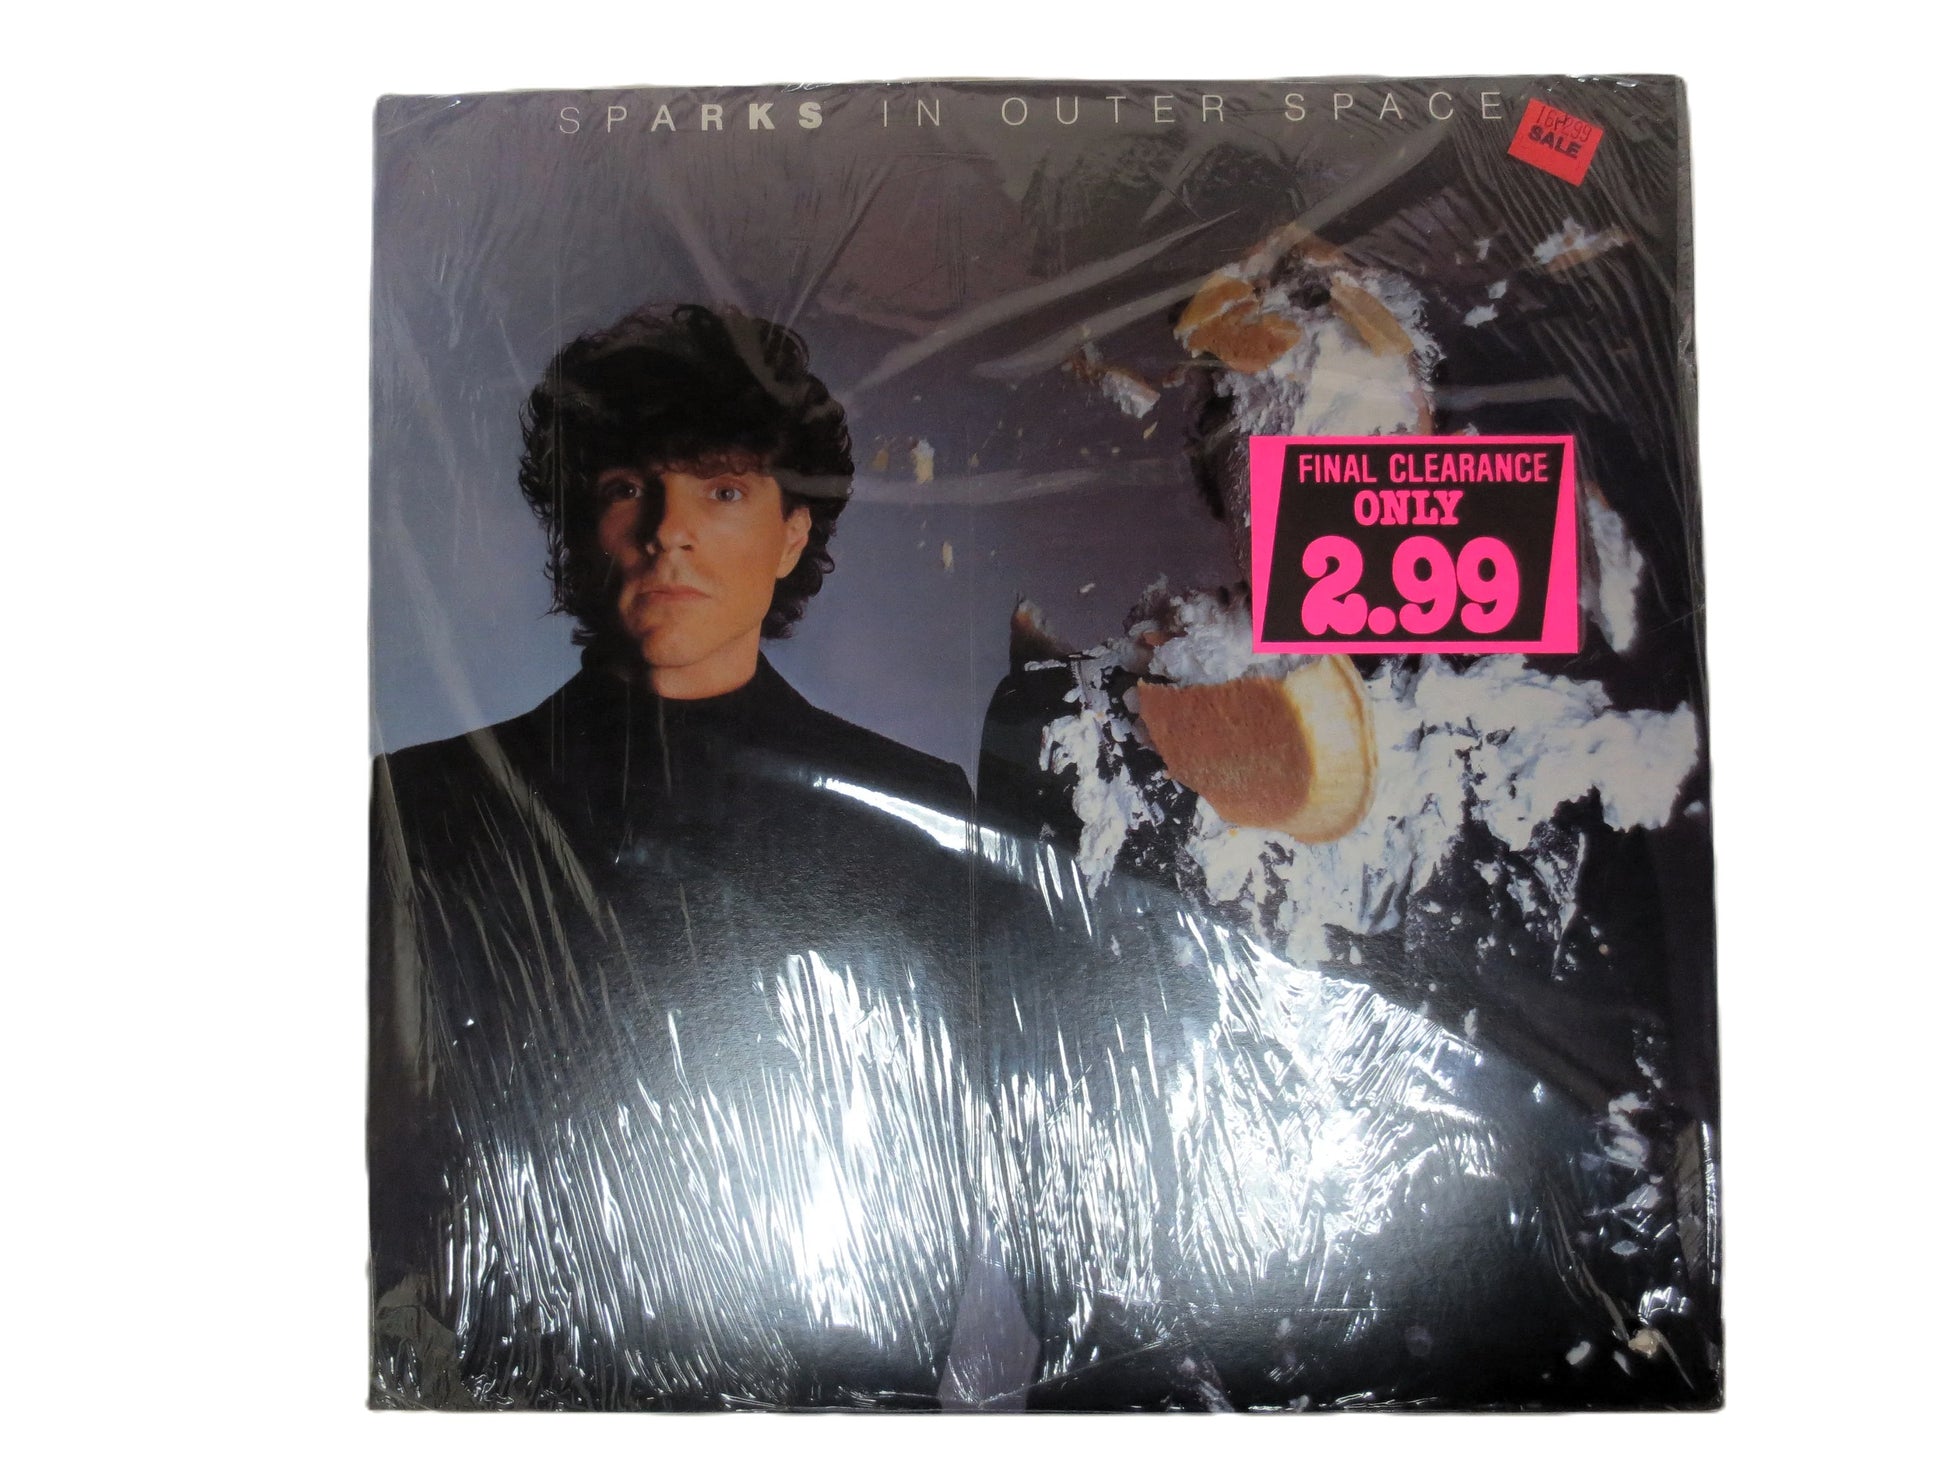 SPARKS IN OUTER SPACE
SALE
FINAL CLEARANCE
ONLY
2.99